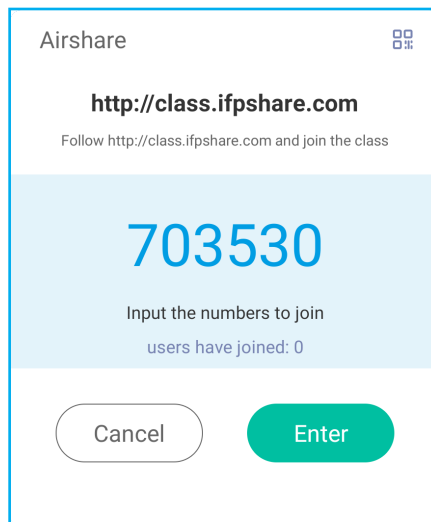 Airshare
http://class.ifpshare.com
Follow http://class.ifpshare.com and join the class
703530
Input the numbers to join
users have joined: 0
Cancel
Enter